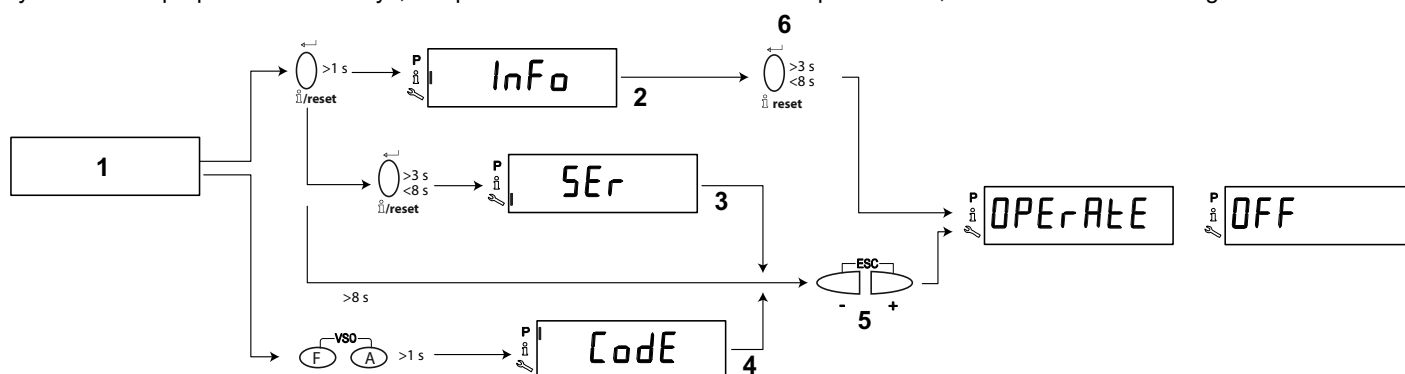 6
>1 s
i/reset
P
i
InFo
2
>3 s
<8 s
i reset
1
>3 s
<8 s
i/reset
P
i
SEr
3
P
i
OPErAtE
P
i
OFF
ESC
- +
5
>8 s
VSO
F A
>1 s
P
i
CodE
4